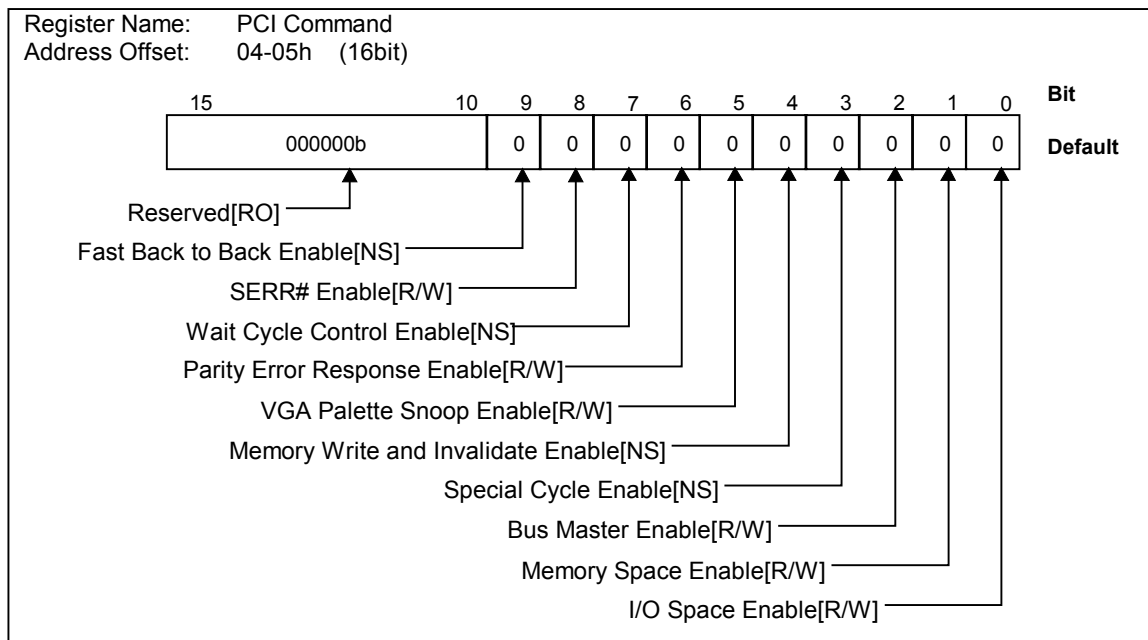 Register Name: PCI Command
Address Offset: 04-05h (16bit)
15 10 9 8 7 6 5 4 3 2 1 0 Bit
000000b 0 0 0 0 0 0 0 0 0 0 Default
Reserved[RO]
Fast Back to Back Enable[NS]
SERR# Enable[R/W]
Wait Cycle Control Enable[NS]
Parity Error Response Enable[R/W]
VGA Palette Snoop Enable[R/W]
Memory Write and Invalidate Enable[NS]
Special Cycle Enable[NS]
Bus Master Enable[R/W]
Memory Space Enable[R/W]
I/O Space Enable[R/W]